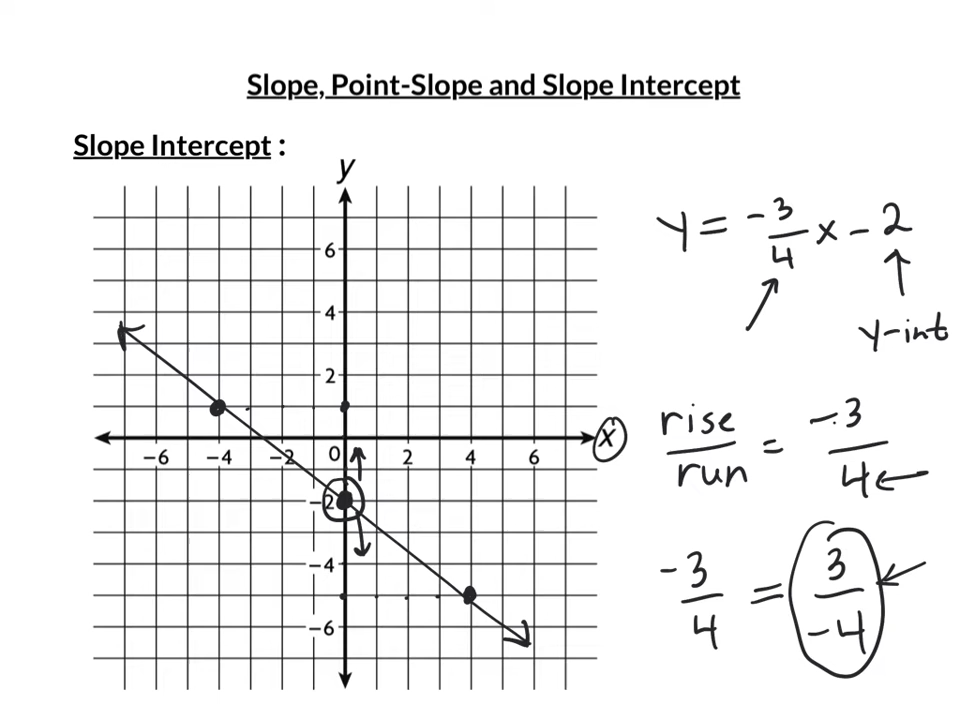 Slope, Point-Slope and Slope Intercept
Slope Intercept :
y
6
4
2
-6 -4 -2 0 2 4 6 x
-2
-4
-6
y = -3/4 x - 2
y-int
rise/run = -3/4
-3/4 = 3/-4